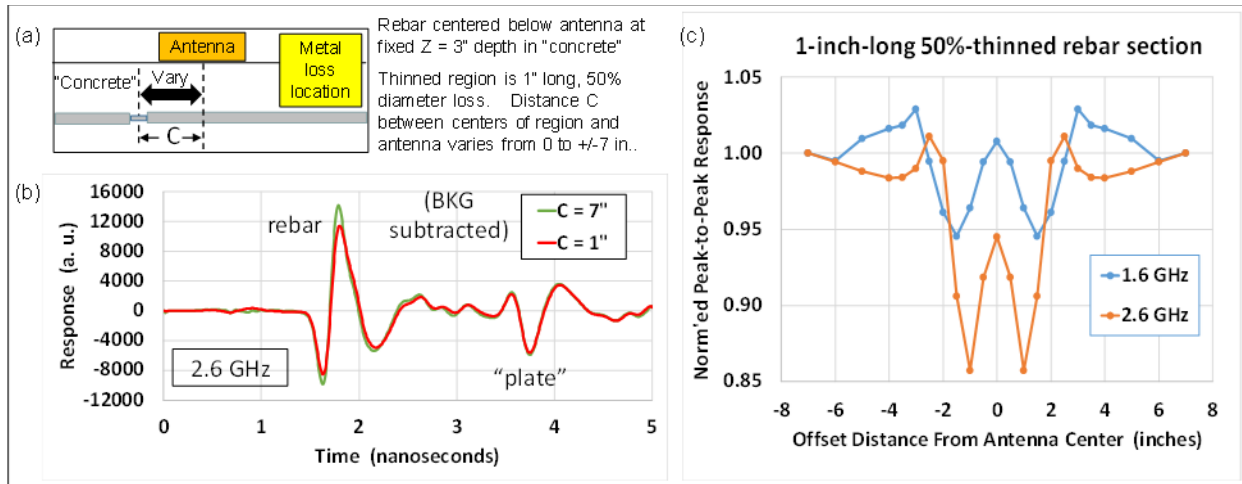 (a)
Antenna
"Concrete"
Vary
C
Metal
loss
location
Rebar centered below antenna at
fixed Z = 3" depth in "concrete"
Thinned region is 1" long, 50%
diameter loss. Distance C
between centers of region and
antenna varies from 0 to +/-7 in..
(b)
16000
12000
8000
4000
0
-4000
-8000
-12000
Response (a. u.)
rebar
(BKG
subtracted)
C = 7"
C = 1"
2.6 GHz
"plate"
0 1 2 3 4 5
Time (nanoseconds)
(c)
1-inch-long 50%-thinned rebar section
1.05
1.00
0.95
0.90
0.85
Norm'ed Peak-to-Peak Response
1.6 GHz
2.6 GHz
-8 -6 -4 -2 0 2 4 6 8
Offset Distance From Antenna Center (inches)